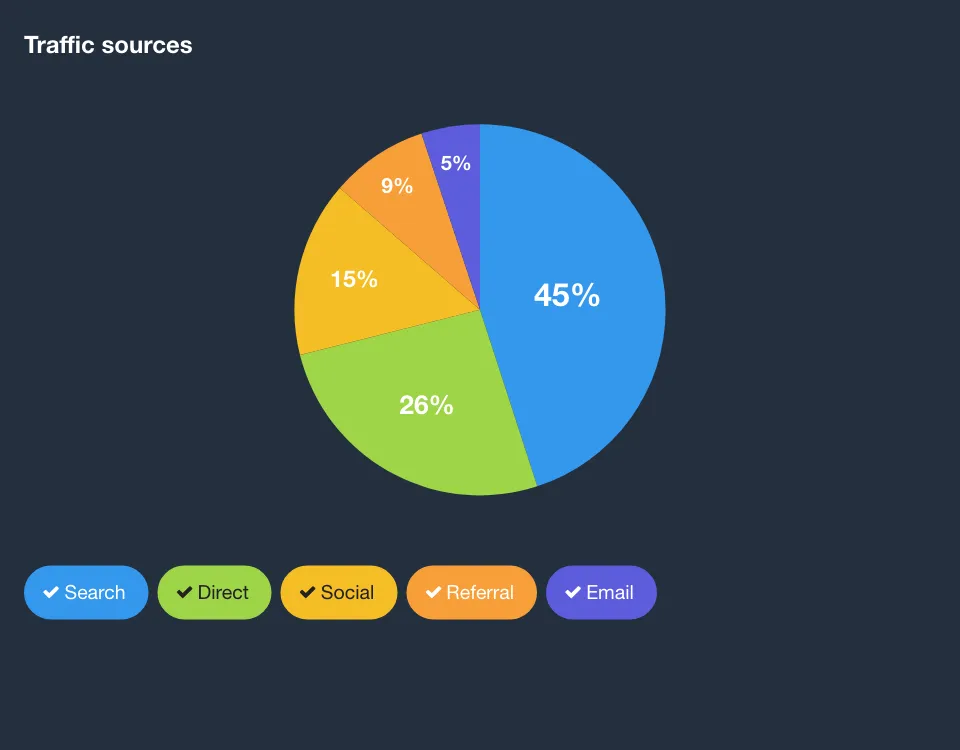 Traffic sources
5%
9%
15%
45%
26%
Search
Direct
Social
Referral
Email